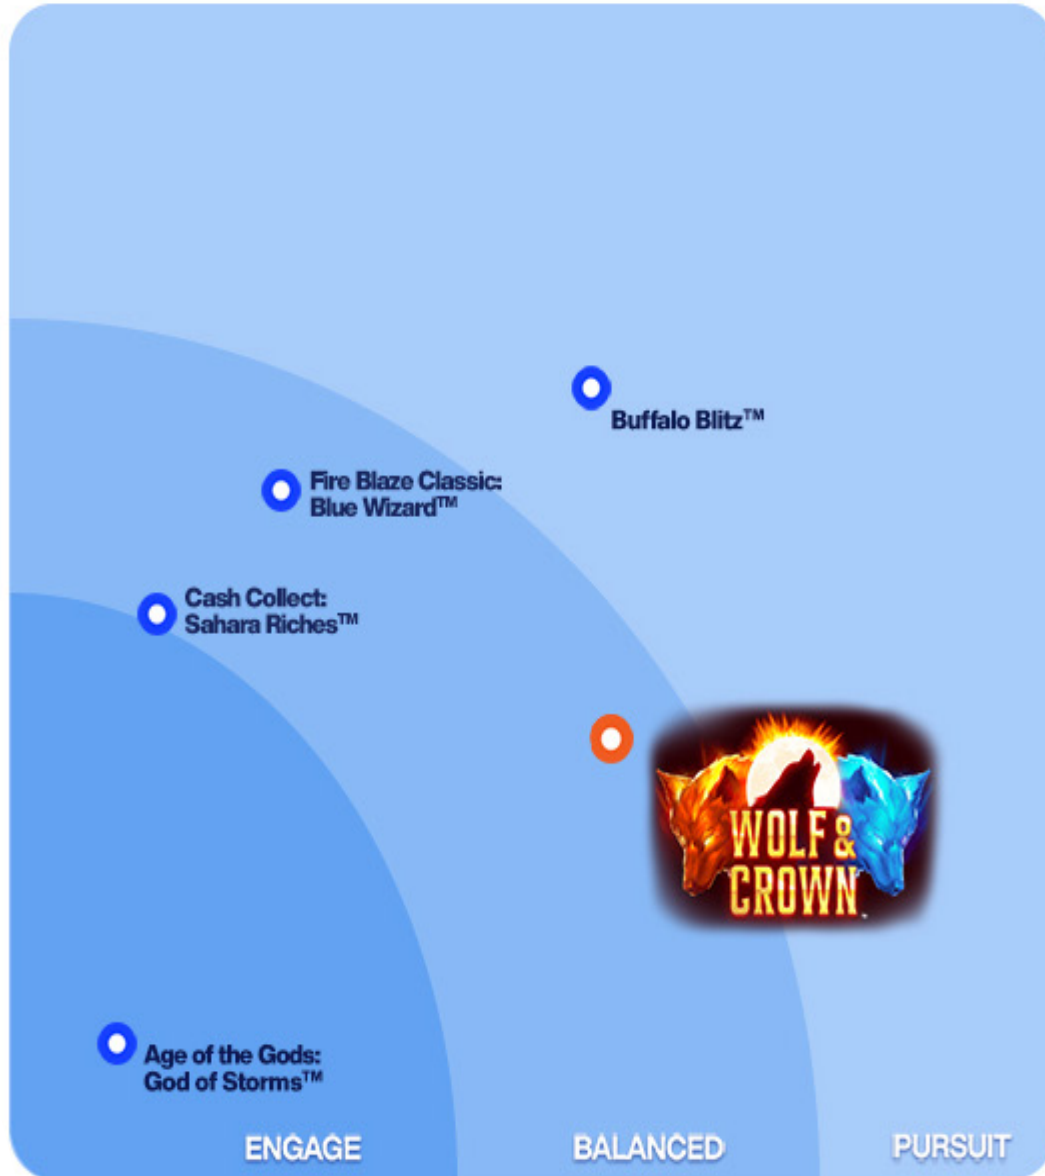 Buffalo Blitz™
Fire Blaze Classic:
Blue Wizard™
Cash Collect:
Sahara Riches™
WOLF &
CROWN™
Age of the Gods:
God of Storms™
ENGAGE
BALANCED
PURSUIT